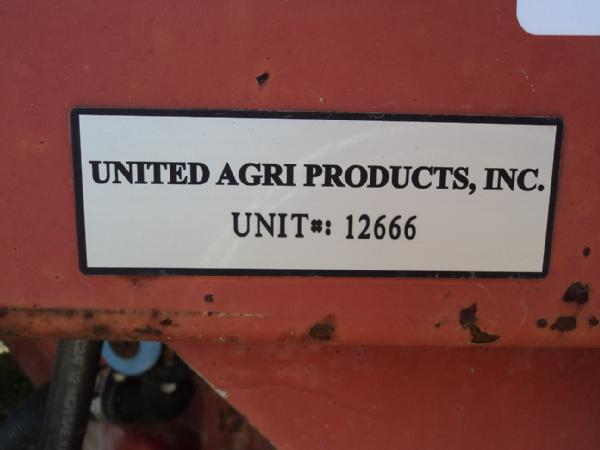 UNITED AGRI PRODUCTS, INC.
UNIT#: 12666